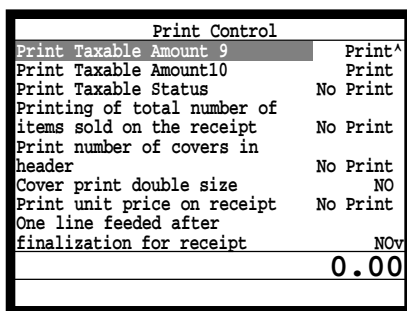 Print Control
Print Taxable Amount 9 Print^
Print Taxable Amount10 Print
Print Taxable Status No Print
Printing of total number of
items sold on the receipt No Print
Print number of covers in
header No Print
Cover print double size NO
Print unit price on receipt No Print
One line feeded after
finalization for receipt NOv
0.00